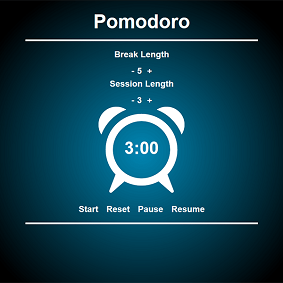 Pomodoro
Break Length
- 5 +
Session Length
- 3 +
3:00
Start Reset Pause Resume